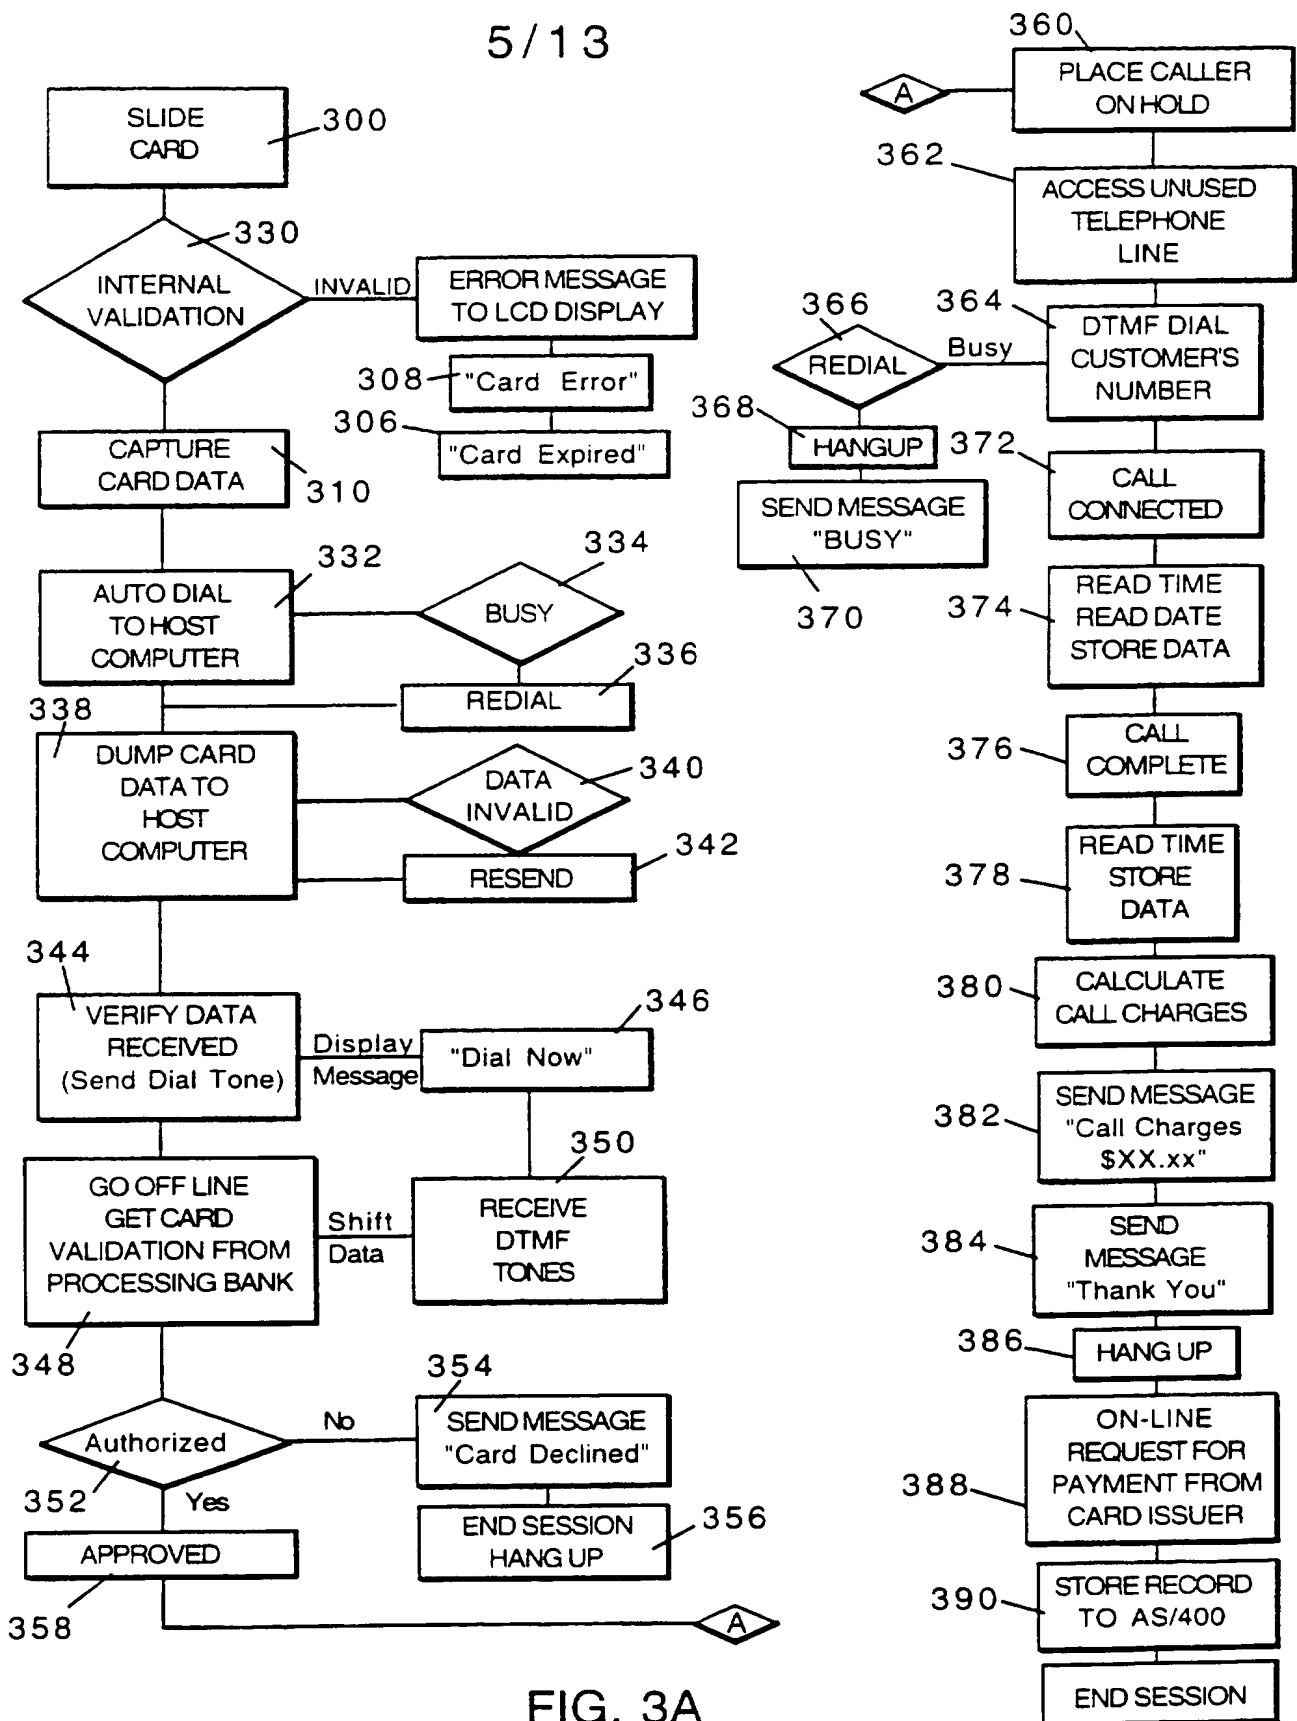 5/13
SLIDE
CARD
300
330
INTERNAL
VALIDATION
INVALID
ERROR MESSAGE
TO LCD DISPLAY
308
"Card Error"
306
"Card Expired"
CAPTURE
CARD DATA
310
332
AUTO DIAL
TO HOST
COMPUTER
334
BUSY
336
REDIAL
338
DUMP CARD
DATA TO
HOST
COMPUTER
DATA
INVALID
340
342
RESEND
344
VERIFY DATA
RECEIVED
(Send Dial Tone)
Display
Message
346
"Dial Now"
GO OFF LINE
GET CARD
VALIDATION FROM
PROCESSING BANK
348
Shift
Data
350
RECEIVE
DTMF
TONES
Authorized
352
No
Yes
354
SEND MESSAGE
"Card Declined"
END SESSION
HANG UP
356
APPROVED
358
A
FIG. 3A
A
360
PLACE CALLER
ON HOLD
362
ACCESS UNUSED
TELEPHONE
LINE
364
DTMF DIAL
CUSTOMER'S
NUMBER
Busy
366
REDIAL
368
HANGUP
SEND MESSAGE
"BUSY"
370
372
CALL
CONNECTED
374
READ TIME
READ DATE
STORE DATA
376
CALL
COMPLETE
378
READ TIME
STORE
DATA
380
CALCULATE
CALL CHARGES
382
SEND MESSAGE
"Call Charges
$XX.xx"
384
SEND
MESSAGE
"Thank You"
386
HANG UP
388
ON-LINE
REQUEST FOR
PAYMENT FROM
CARD ISSUER
390
STORE RECORD
TO AS/400
END SESSION